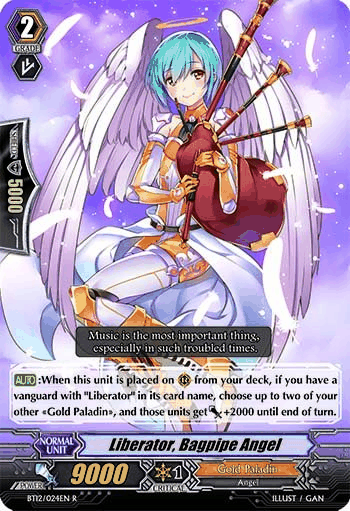 2
GRADE
SHIELD
5000
Music is the most important thing,
especially in such troubled times.
AUTO :When this unit is placed on from your deck, if you have a
vanguard with "Liberator" in its card name, choose up to two of your
other «Gold Paladin», and those units get +2000 until end of turn.
NORMAL
UNIT
Liberator, Bagpipe Angel
POWER
9000
1
CRITICAL
Gold Paladin
Angel
BT12/024EN R
ILLUST / GAN